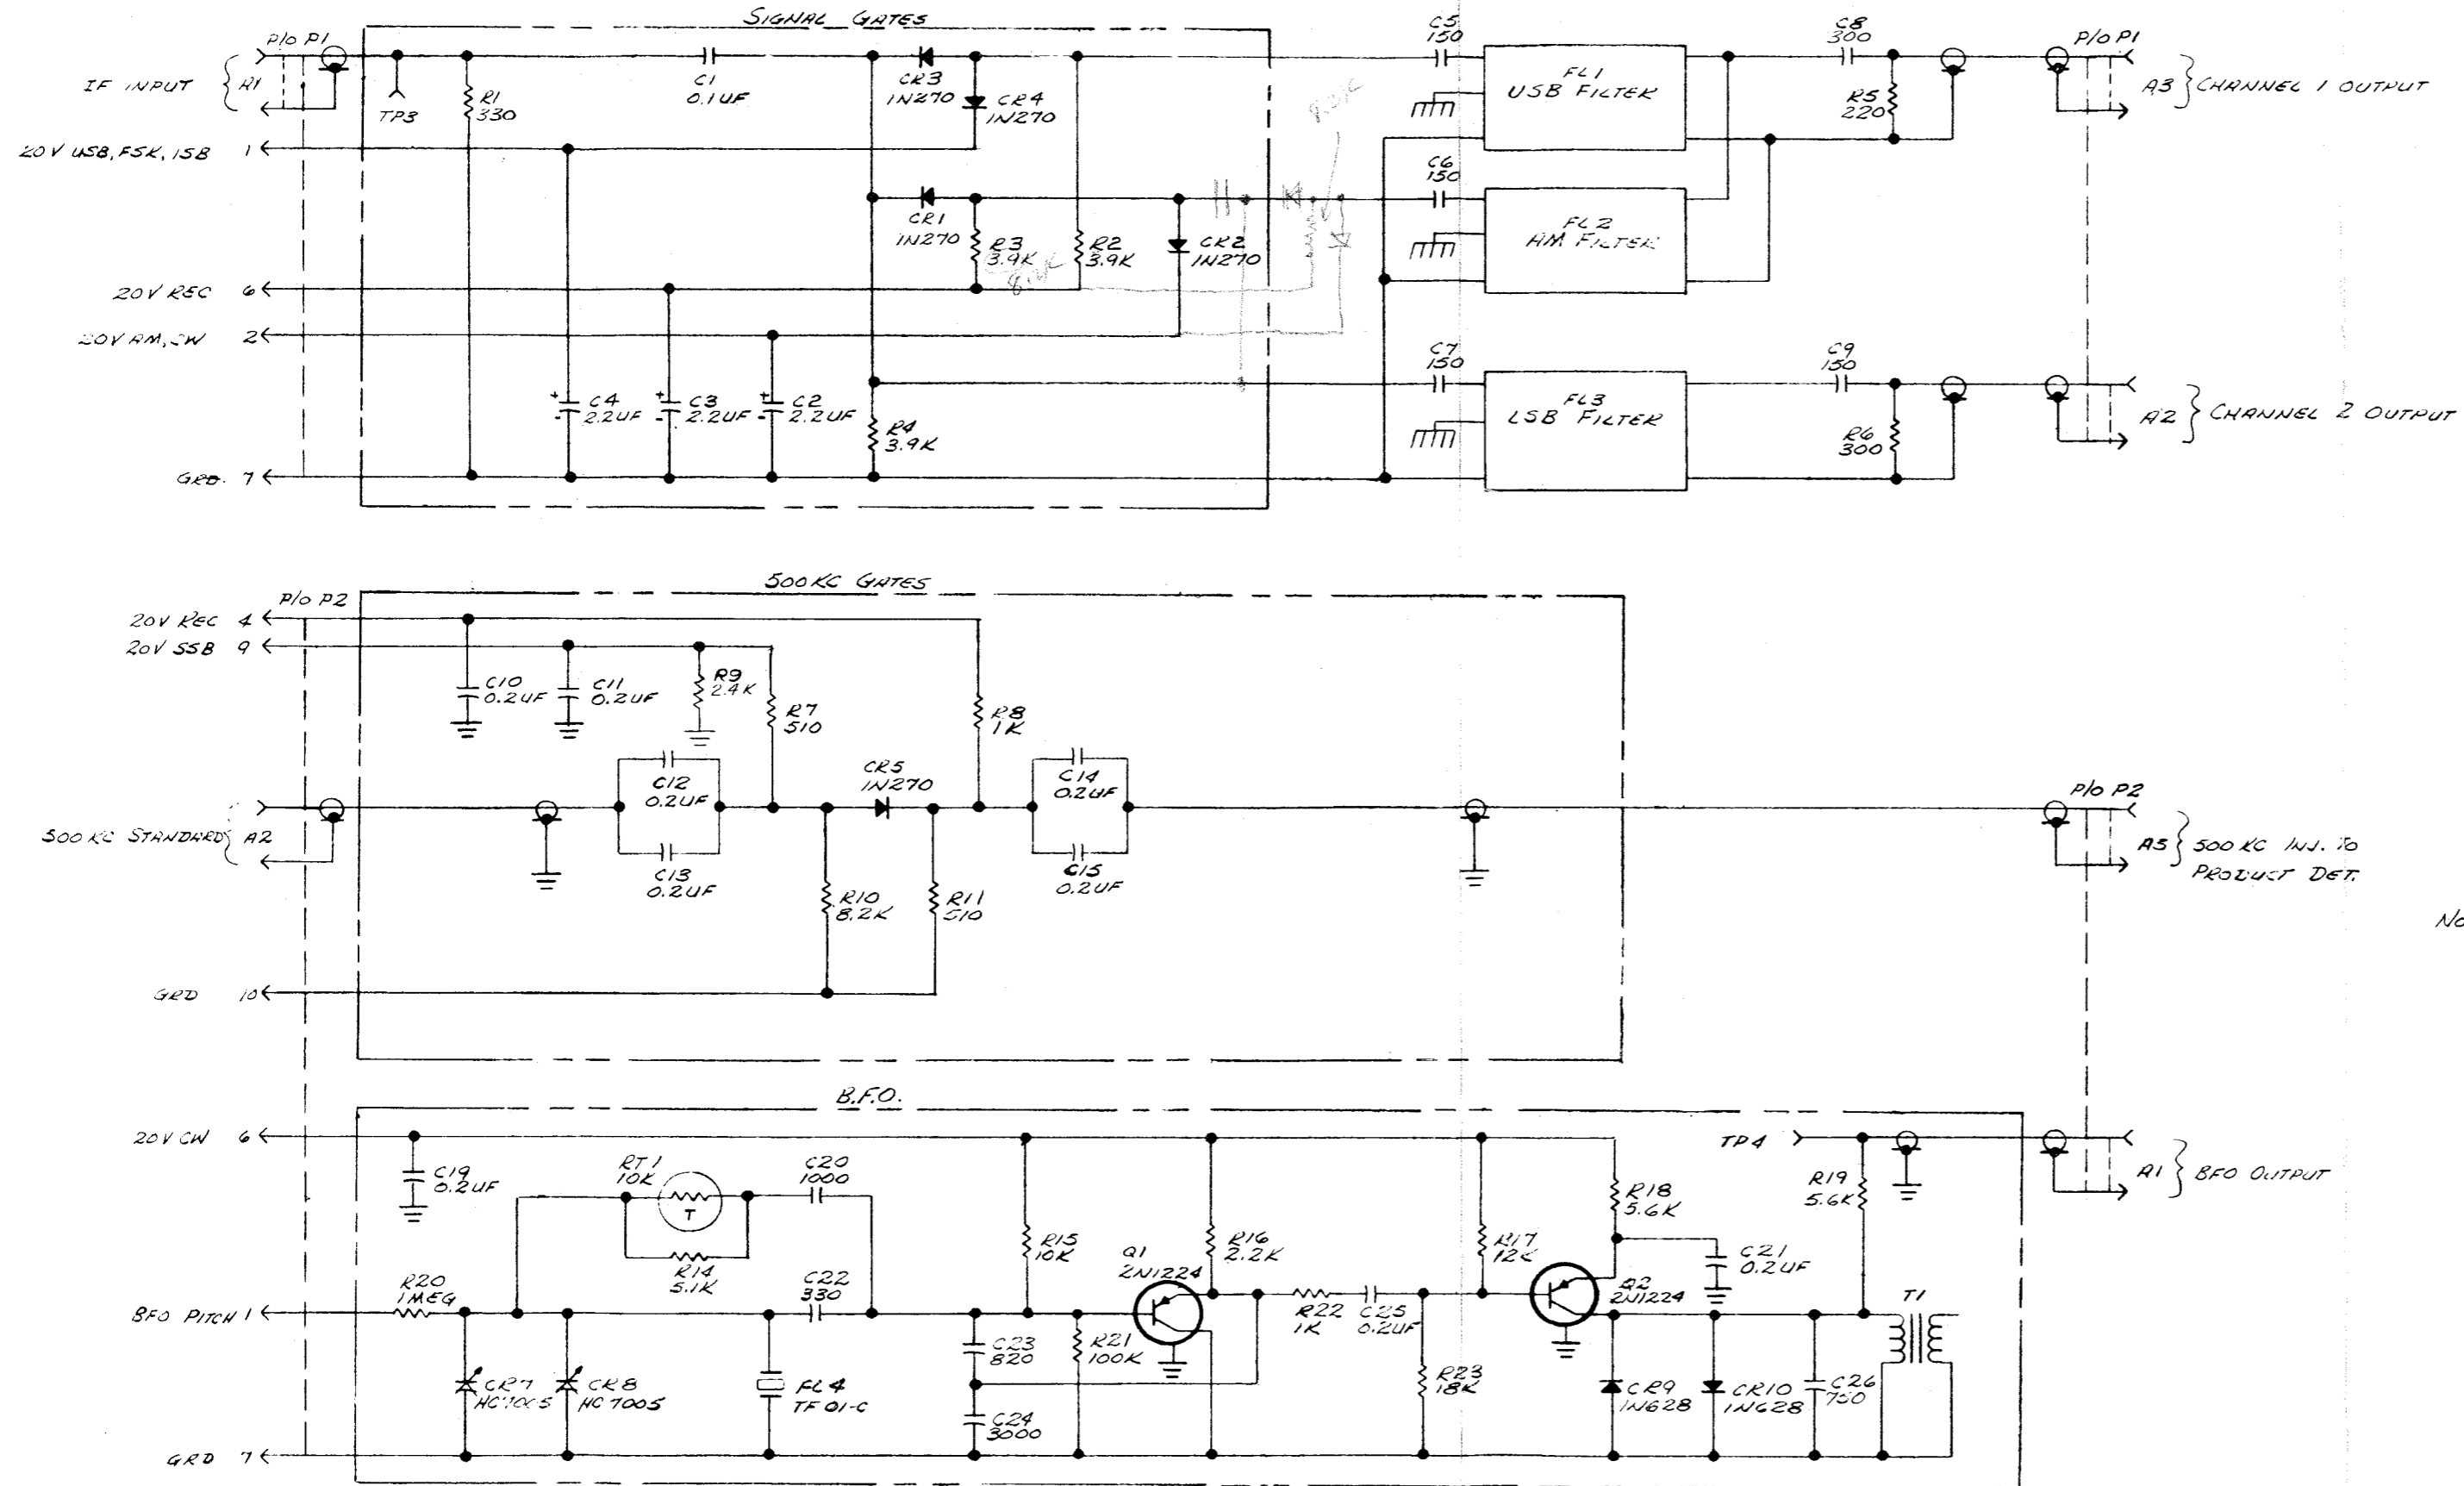 SIGNAL GATES
P/O P1
IF INPUT { A1
TP3
R1
330
C1
0.1UF
CR3
1N270
CR4
1N270
C5
150
FL1
USB FILTER
C8
300
R5
220
P/O P1
A3 } CHANNEL 1 OUTPUT
20V USB, FSK, ISB 1
CR1
1N270
R3
3.9K
R2
3.9K
CR2
1N270
C6
150
FL2
AM FILTER
20V REC 6
20V AM, CW 2
C4
2.2UF
C3
2.2UF
C2
2.2UF
R4
3.9K
C7
150
FL3
LSB FILTER
C9
150
R6
300
A2 } CHANNEL 2 OUTPUT
GRD. 7
500KC GATES
P/O P2
20V REC 4
20V SSB 9
C10
0.2UF
C11
0.2UF
R9
2.4K
R7
510
R8
1K
C12
0.2UF
CR5
1N270
C14
0.2UF
500 KC STANDARD { A2
C13
0.2UF
R10
8.2K
R11
510
C15
0.2UF
P/O P2
A5 } 500 KC INJ. TO
PRODUCT DET.
No
GRD 10
B.F.O.
20V CW 6
C19
0.2UF
RT1
10K
T
C20
1000
R14
5.1K
R15
10K
Q1
2N1224
R16
2.2K
R17
12K
R18
5.6K
C21
0.2UF
TP4
R19
5.6K
A1 } BFO OUTPUT
BFO PITCH 1
R20
1MEG
C22
330
R22
1K
C25
0.2UF
Q2
2N1224
T1
CR7
HC7005
CR8
HC7005
FL4
TF01-C
C23
820
C24
3000
R21
100K
R23
18K
CR9
1N628
CR10
1N628
C26
750
GRD 7